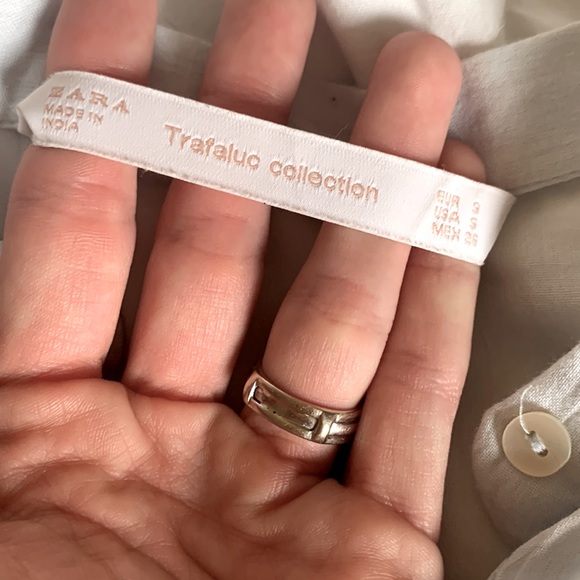 ZARA
MADE IN
INDIA
Trafaluc collection
EUR S
USA S
MEX 26